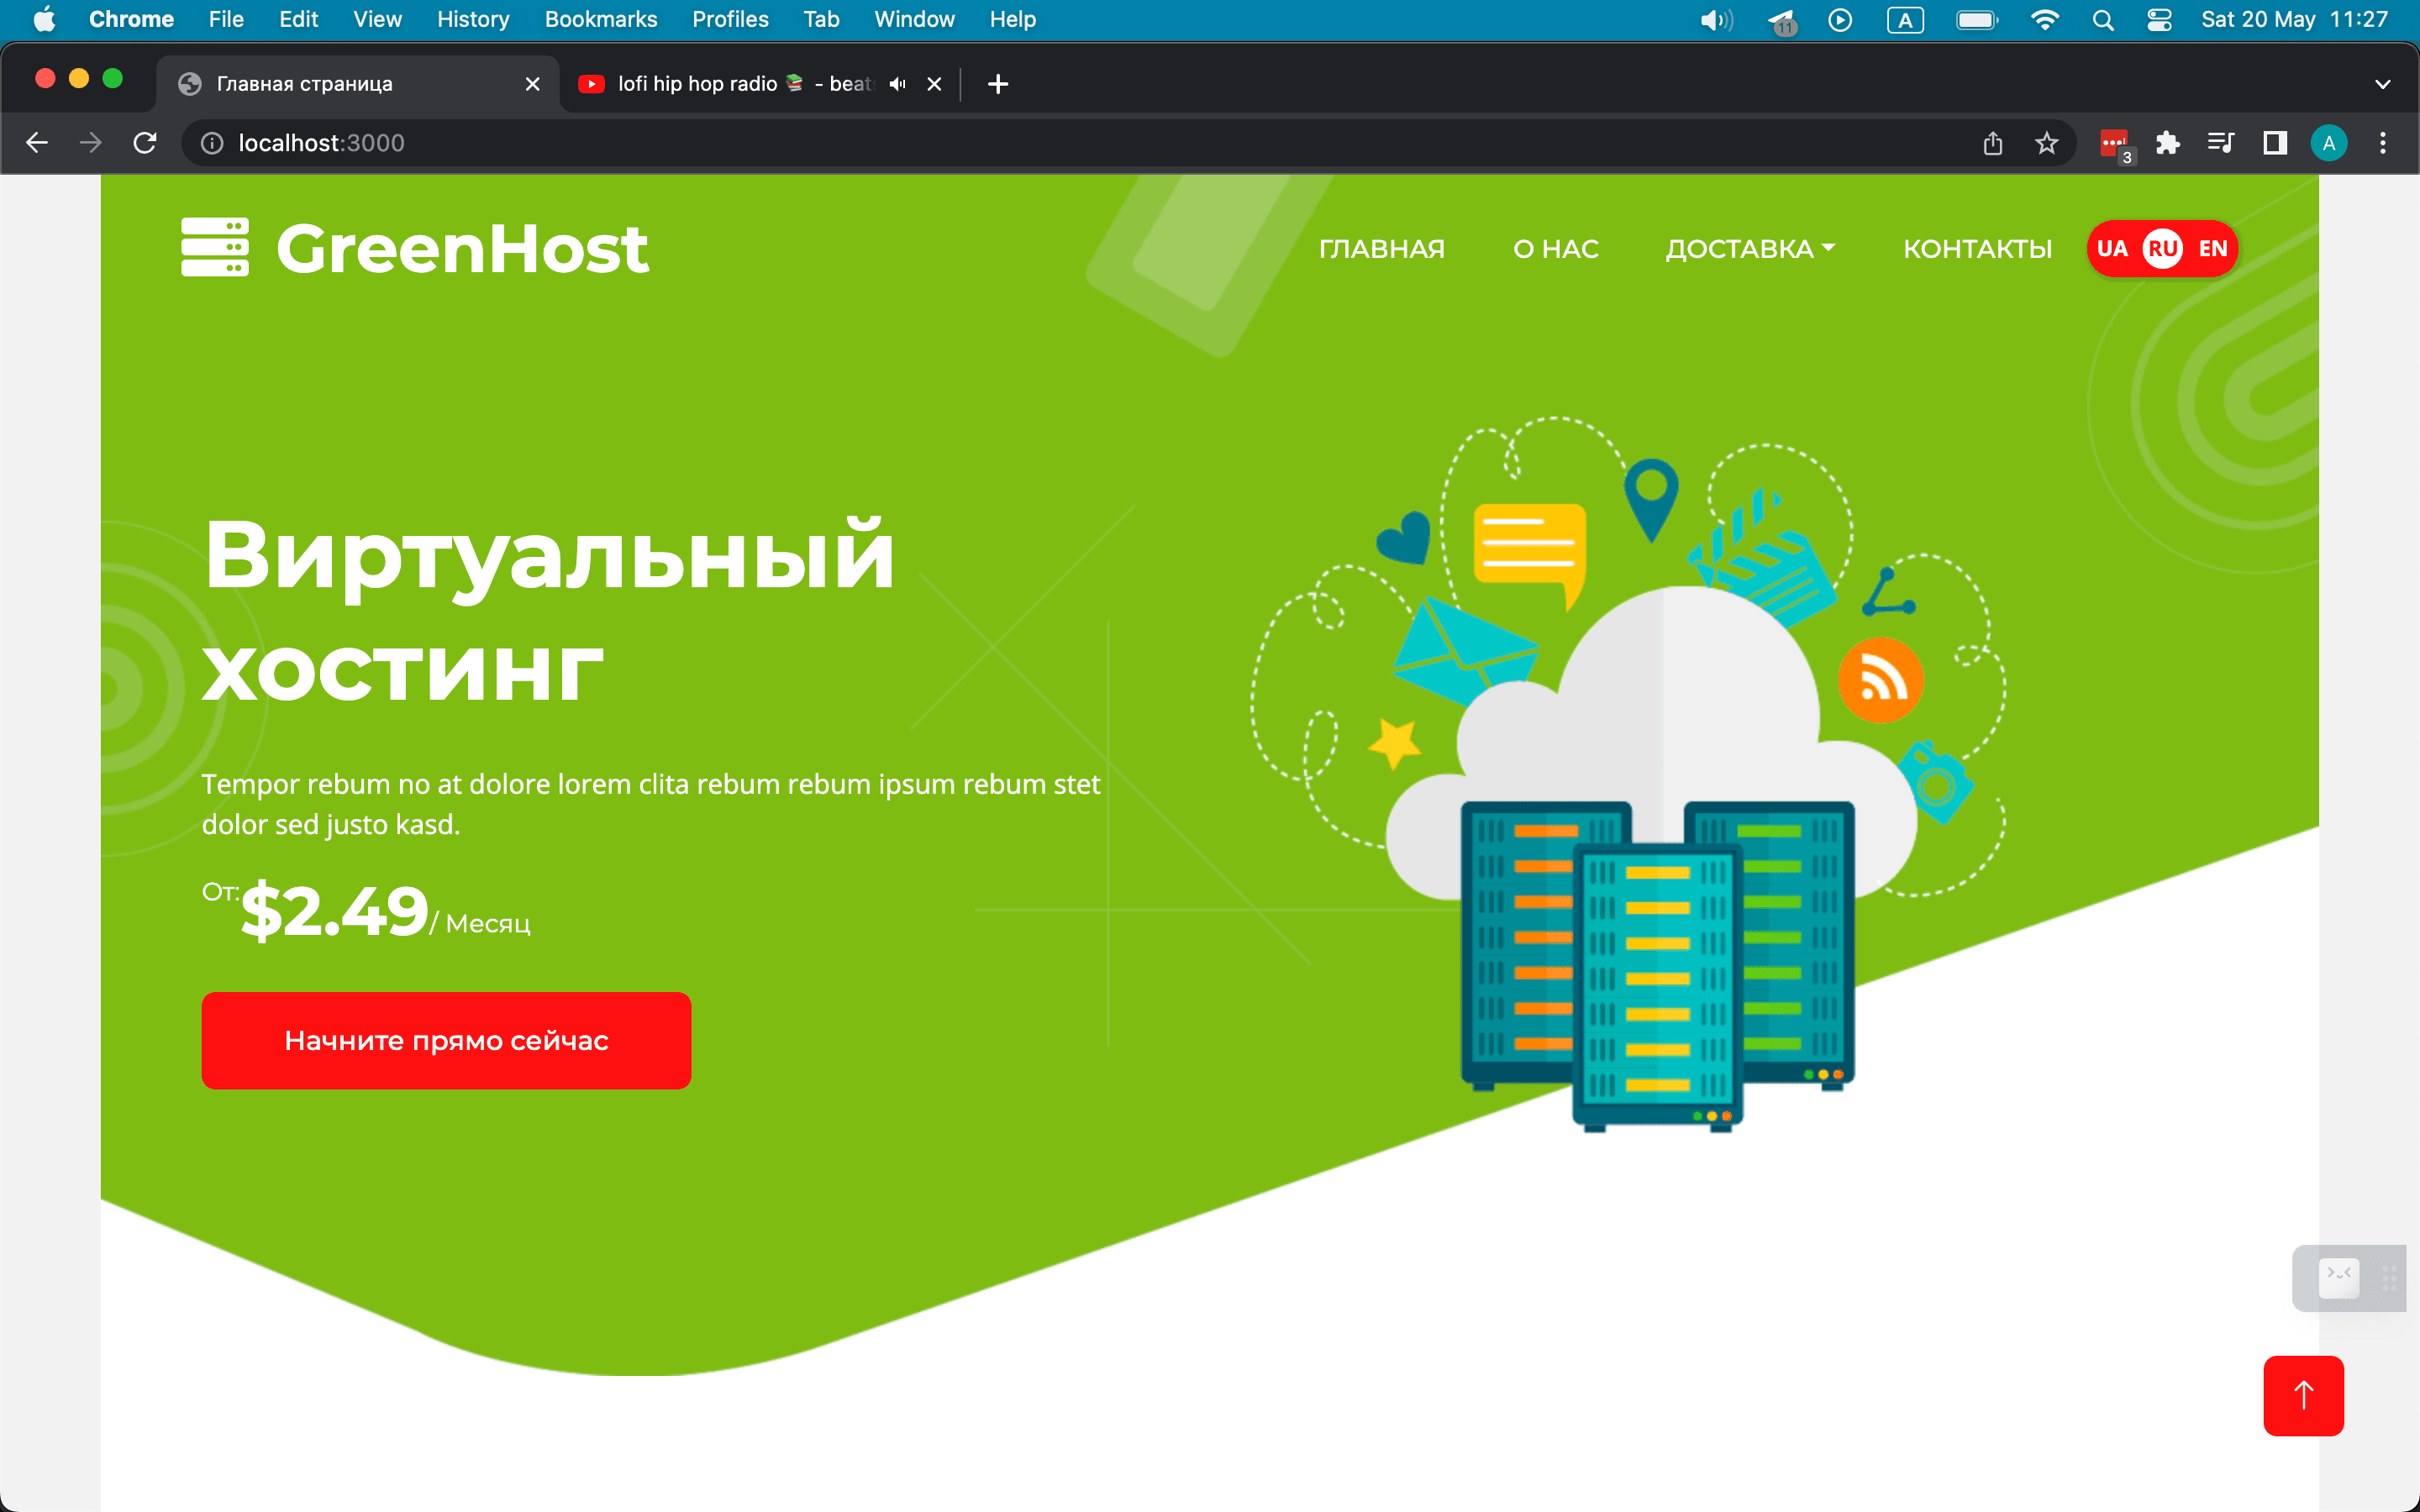 Chrome File Edit View History Bookmarks Profiles Tab Window Help
11 A Sat 20 May 11:27
Главная страница
lofi hip hop radio 📚 - beat
localhost:3000
3
A
GreenHost
ГЛАВНАЯ О НАС ДОСТАВКА КОНТАКТЫ UA RU EN
Виртуальный
хостинг
Tempor rebum no at dolore lorem clita rebum rebum ipsum rebum stet
dolor sed justo kasd.
От: $2.49 / Месяц
Начните прямо сейчас